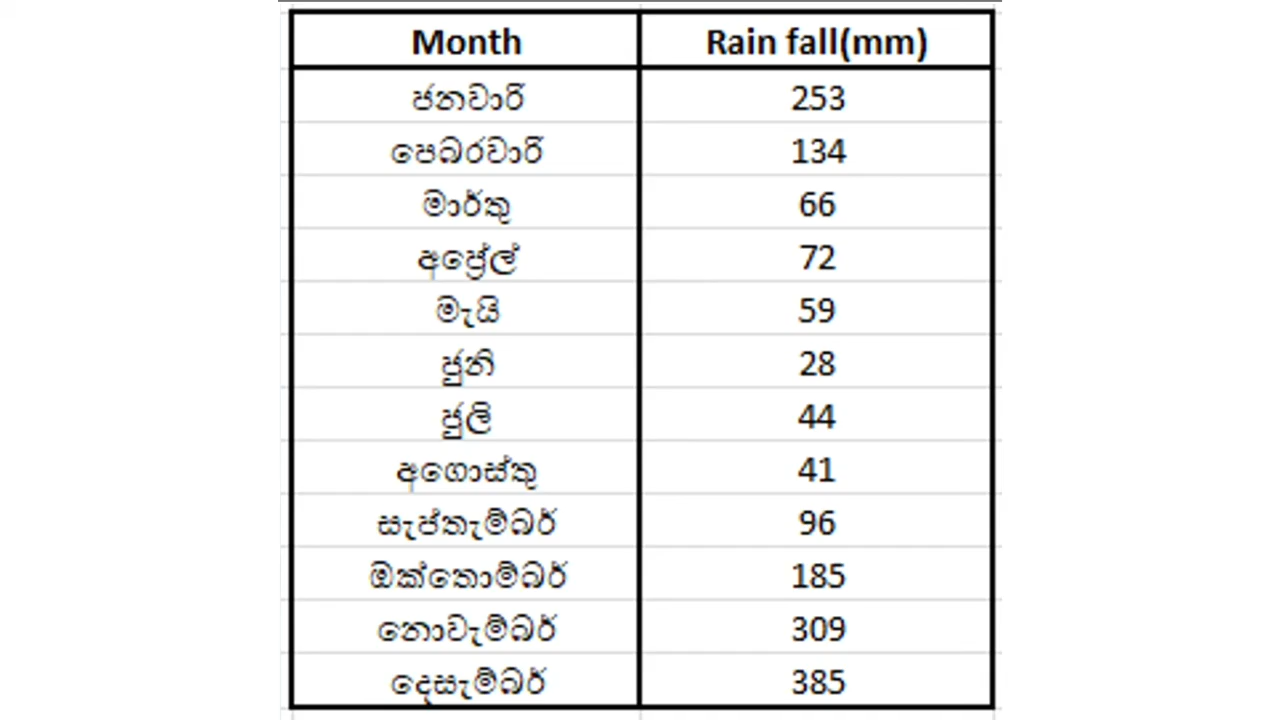 Month Rain fall(mm)
ජනවාරි 253
පෙබරවාරි 134
මාර්තු 66
අප්‍රේල් 72
මැයි 59
ජුනි 28
ජුලි 44
අගොස්තු 41
සැප්තැම්බර් 96
ඔක්තොම්බර් 185
නොවැම්බර් 309
දෙසැම්බර් 385